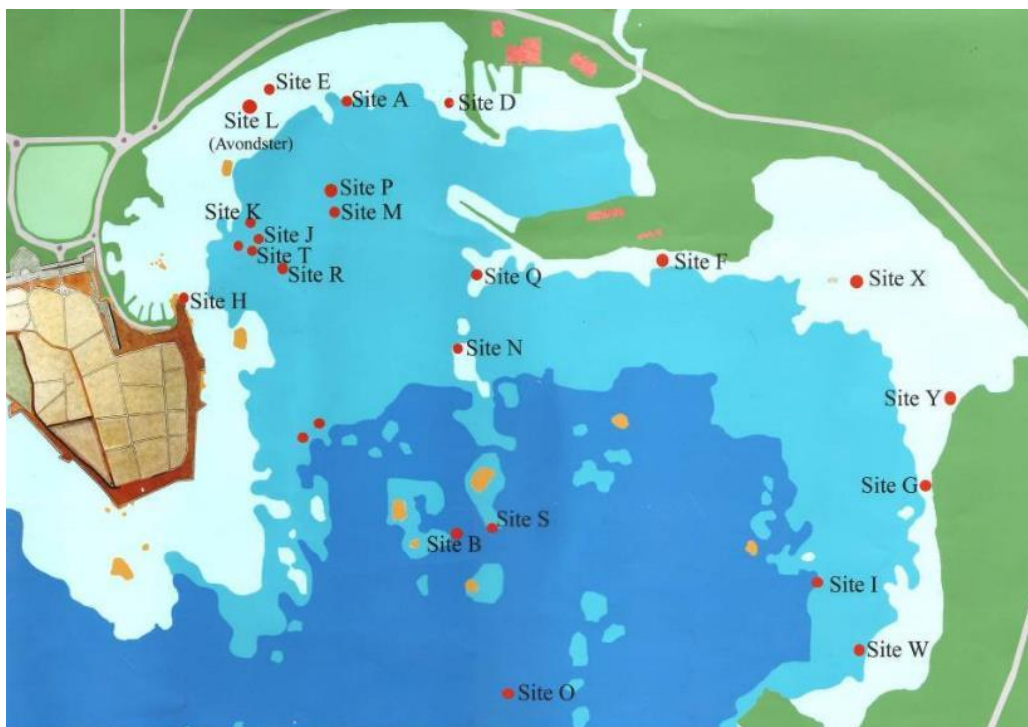 Site E
Site A
Site D
Site L
(Avondster)
Site P
Site M
Site K
Site J
Site T
Site R
Site Q
Site F
Site X
Site H
Site N
Site Y
Site G
Site S
Site B
Site I
Site W
Site O